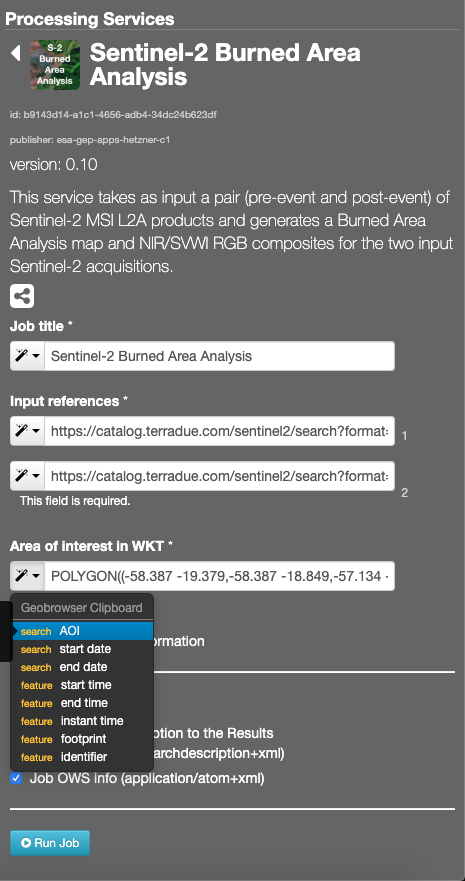 Processing Services
S-2
Burned
Area
Analysis
Sentinel-2 Burned Area
Analysis
id: b9143d14-a1c1-4656-adb4-34dc24b623df
publisher: esa-gep-apps-hetzner-c1
version: 0.10
This service takes as input a pair (pre-event and post-event) of
Sentinel-2 MSI L2A products and generates a Burned Area
Analysis map and NIR/SVWI RGB composites for the two input
Sentinel-2 acquisitions.
Job title *
Sentinel-2 Burned Area Analysis
Input references *
https://catalog.terradue.com/sentinel2/search?format=
1
https://catalog.terradue.com/sentinel2/search?format=
2
This field is required.
Area of interest in WKT *
POLYGON((-58.387 -19.379,-58.387 -18.849,-57.134 -
Geobrowser Clipboard
search AOI
search start date
ormation
search end date
feature start time
feature end time
feature instant time
feature footprint
ption to the Results
feature identifier
archdescription+xml)
Job OWS info (application/atom+xml)
Run Job